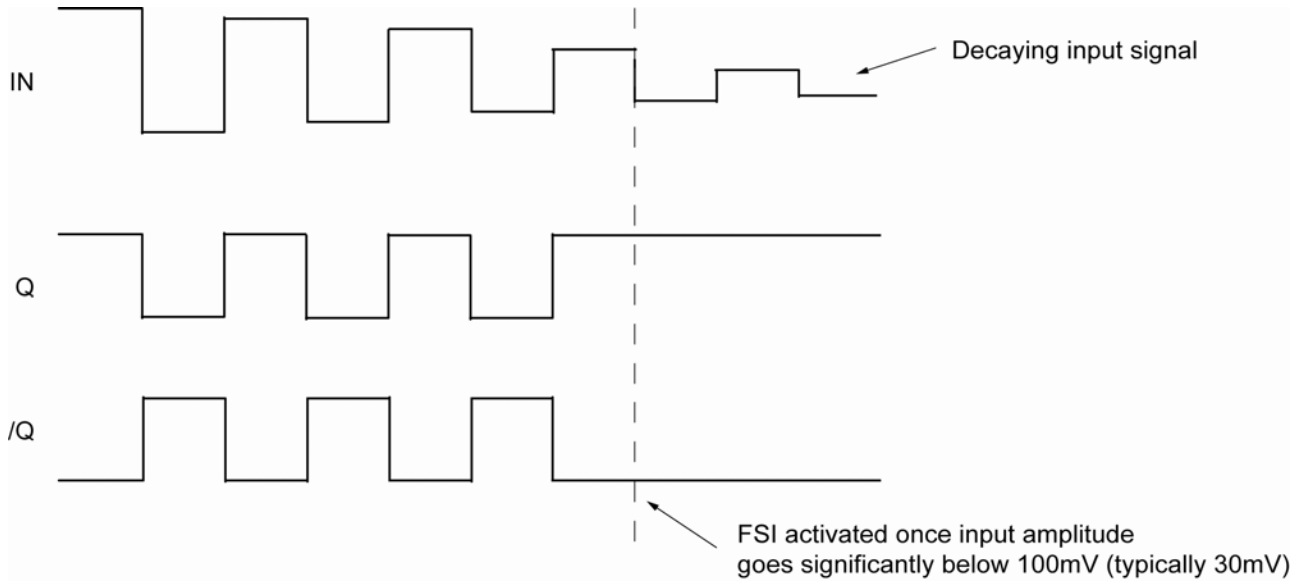 IN
Decaying input signal
Q
/Q
FSI activated once input amplitude
goes significantly below 100mV (typically 30mV)